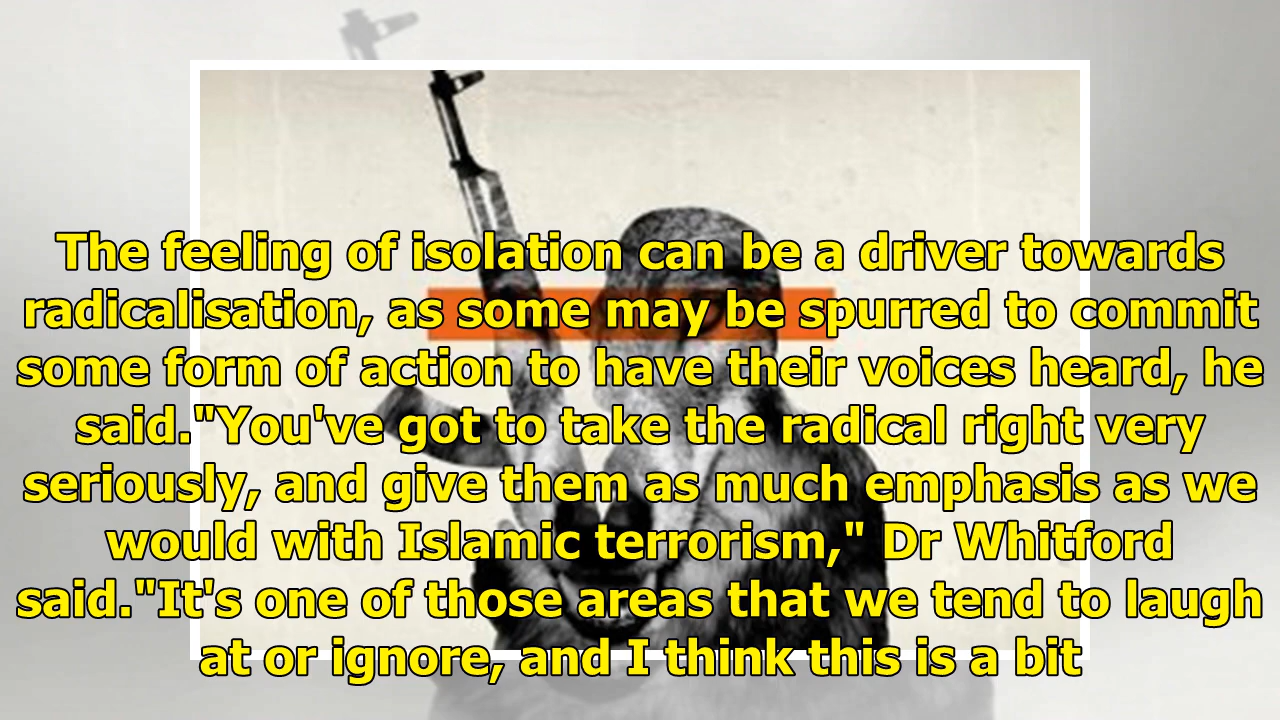 The feeling of isolation can be a driver towards
radicalisation, as some may be spurred to commit
some form of action to have their voices heard, he
said."You've got to take the radical right very
seriously, and give them as much emphasis as we
would with Islamic terrorism," Dr Whitford
said."It's one of those areas that we tend to laugh
at or ignore, and I think this is a bit